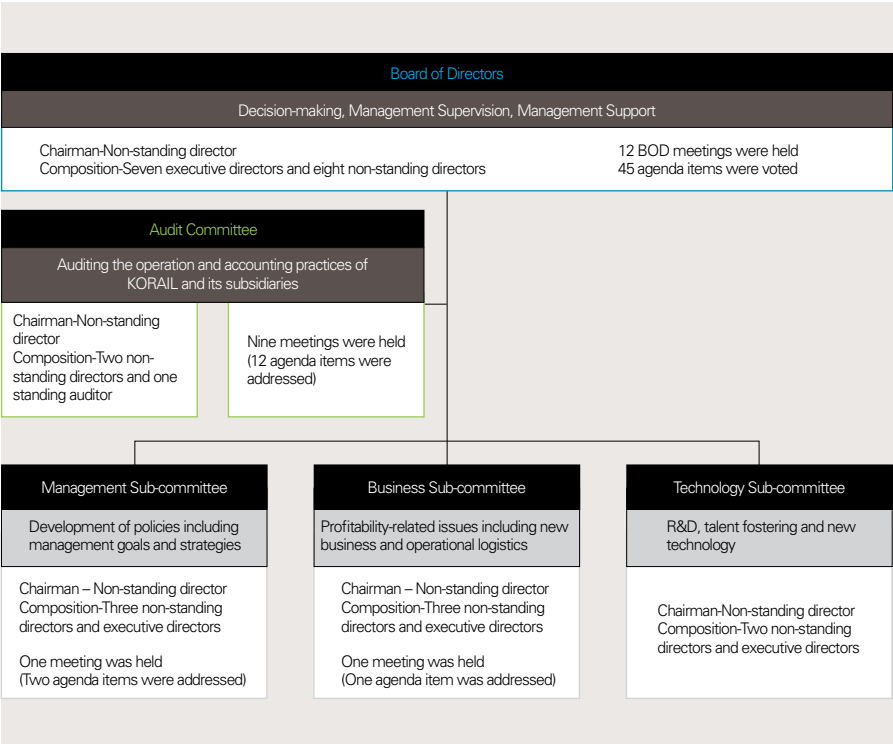 Board of Directors
Decision-making, Management Supervision, Management Support
Chairman-Non-standing director
Composition-Seven executive directors and eight non-standing directors
12 BOD meetings were held
45 agenda items were voted
Audit Committee
Auditing the operation and accounting practices of
KORAIL and its subsidiaries
Chairman-Non-standing
director
Composition-Two non-
standing directors and one
standing auditor
Nine meetings were held
(12 agenda items were
addressed)
Management Sub-committee
Development of policies including
management goals and strategies
Chairman – Non-standing director
Composition-Three non-standing
directors and executive directors
One meeting was held
(Two agenda items were addressed)
Business Sub-committee
Profitability-related issues including new
business and operational logistics
Chairman – Non-standing director
Composition-Three non-standing
directors and executive directors
One meeting was held
(One agenda item was addressed)
Technology Sub-committee
R&D, talent fostering and new
technology
Chairman-Non-standing director
Composition-Two non-standing
directors and executive directors